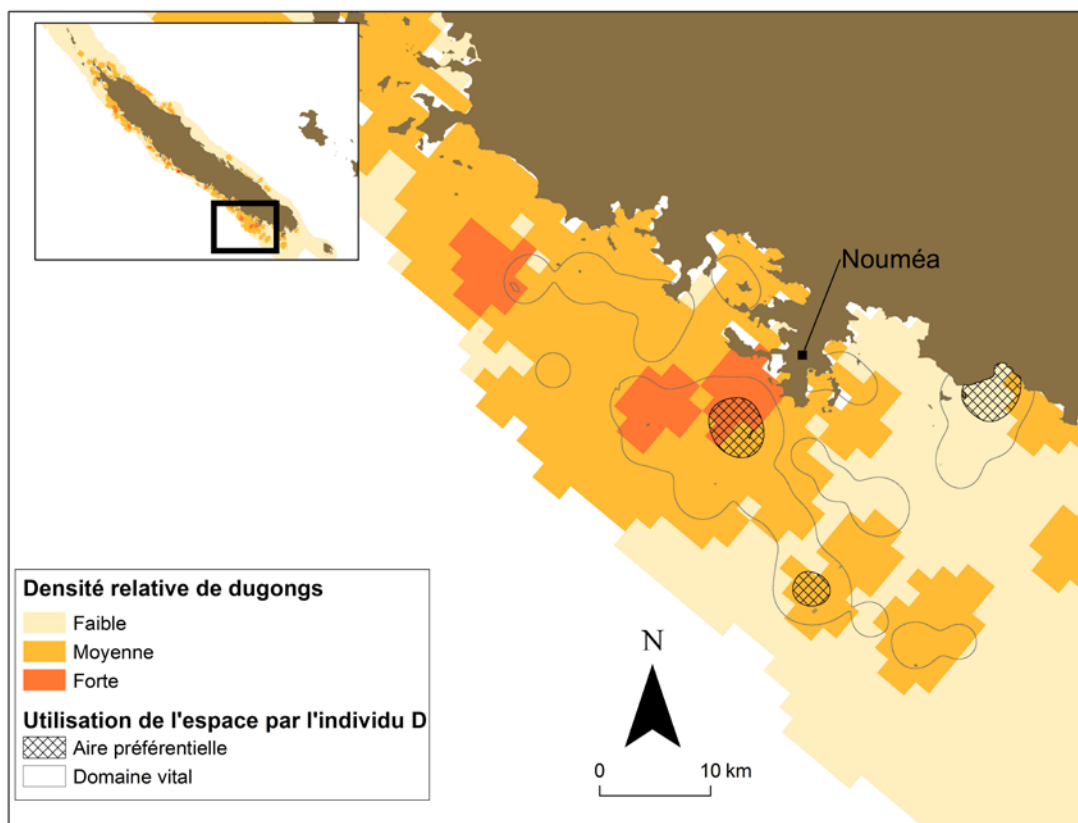 Nouméa
Densité relative de dugongs
Faible
Moyenne
Forte
Utilisation de l'espace par l'individu D
Aire préférentielle
Domaine vital
N
0 10 km